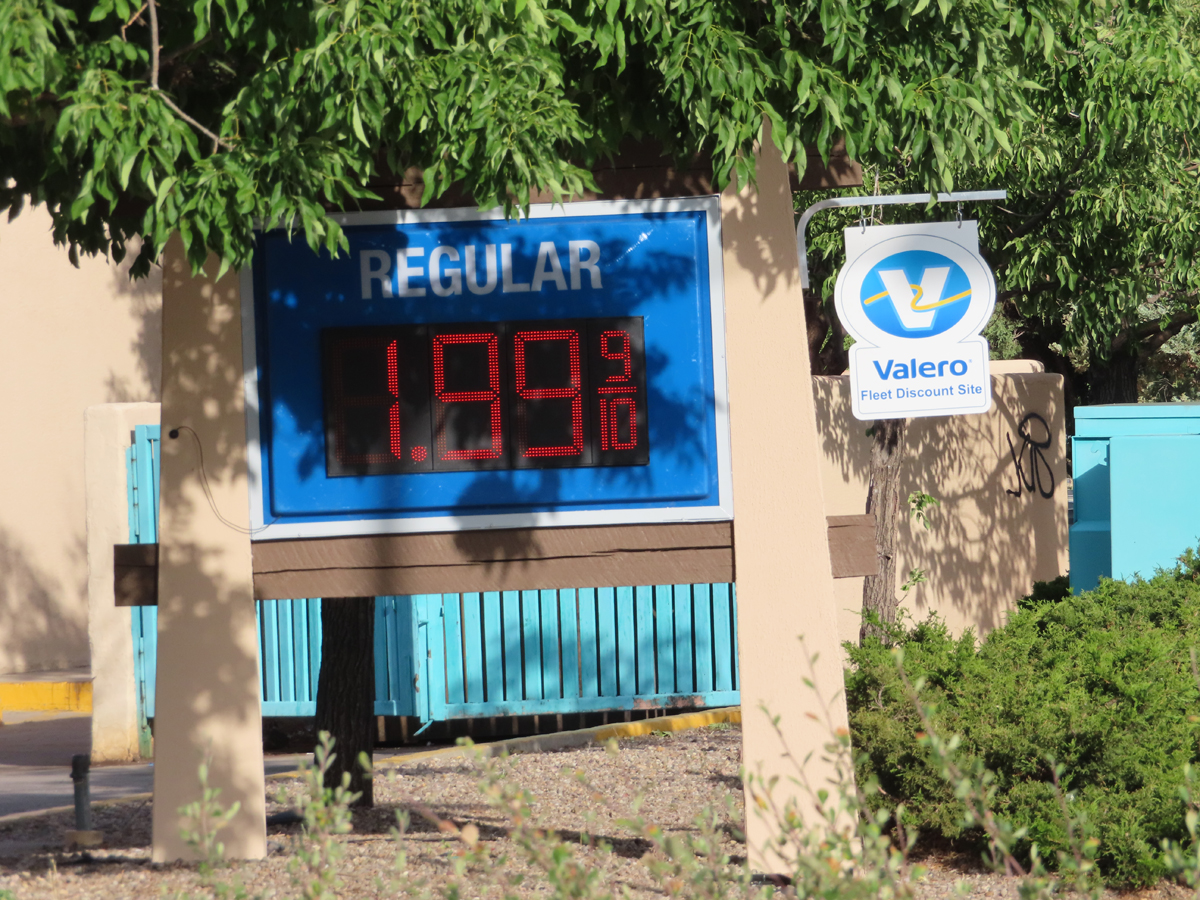 REGULAR
1.99 9/10
V
Valero
Fleet Discount Site